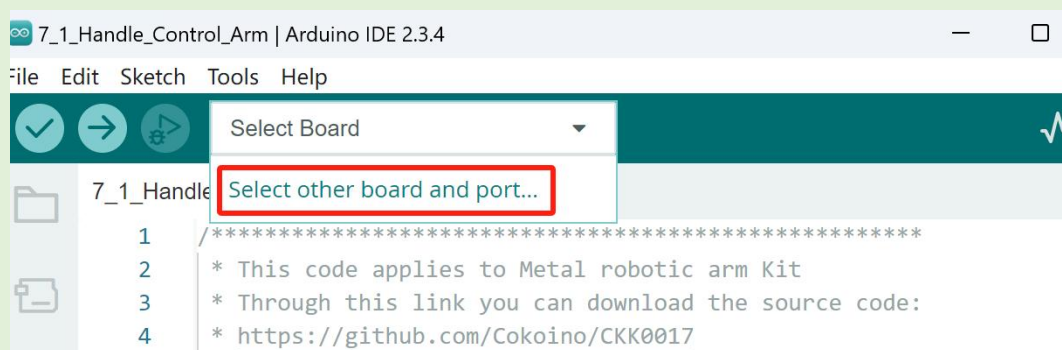 7_1_Handle_Control_Arm | Arduino IDE 2.3.4
File Edit Sketch Tools Help
Select Board
Select other board and port...
7_1_Handle
1 /*****************************************************
2 * This code applies to Metal robotic arm Kit
3 * Through this link you can download the source code:
4 * https://github.com/Cokoino/CKK0017